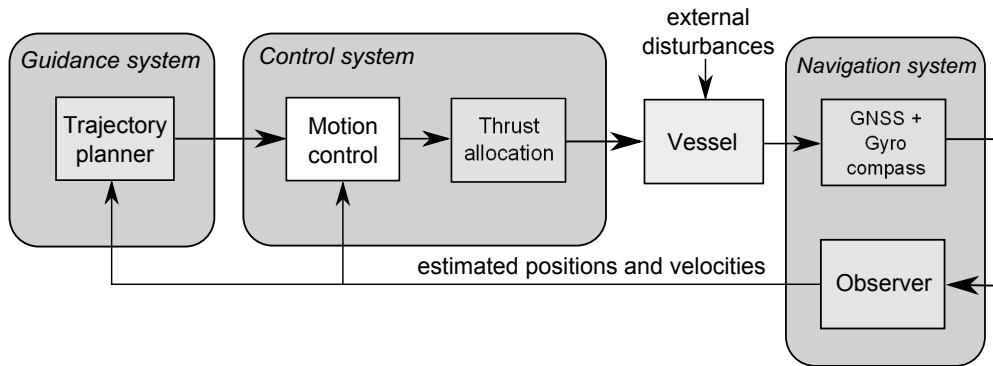 external
disturbances
Guidance system
Control system
Navigation system
Trajectory
planner
Motion
control
Thrust
allocation
Vessel
GNSS +
Gyro
compass
estimated positions and velocities
Observer